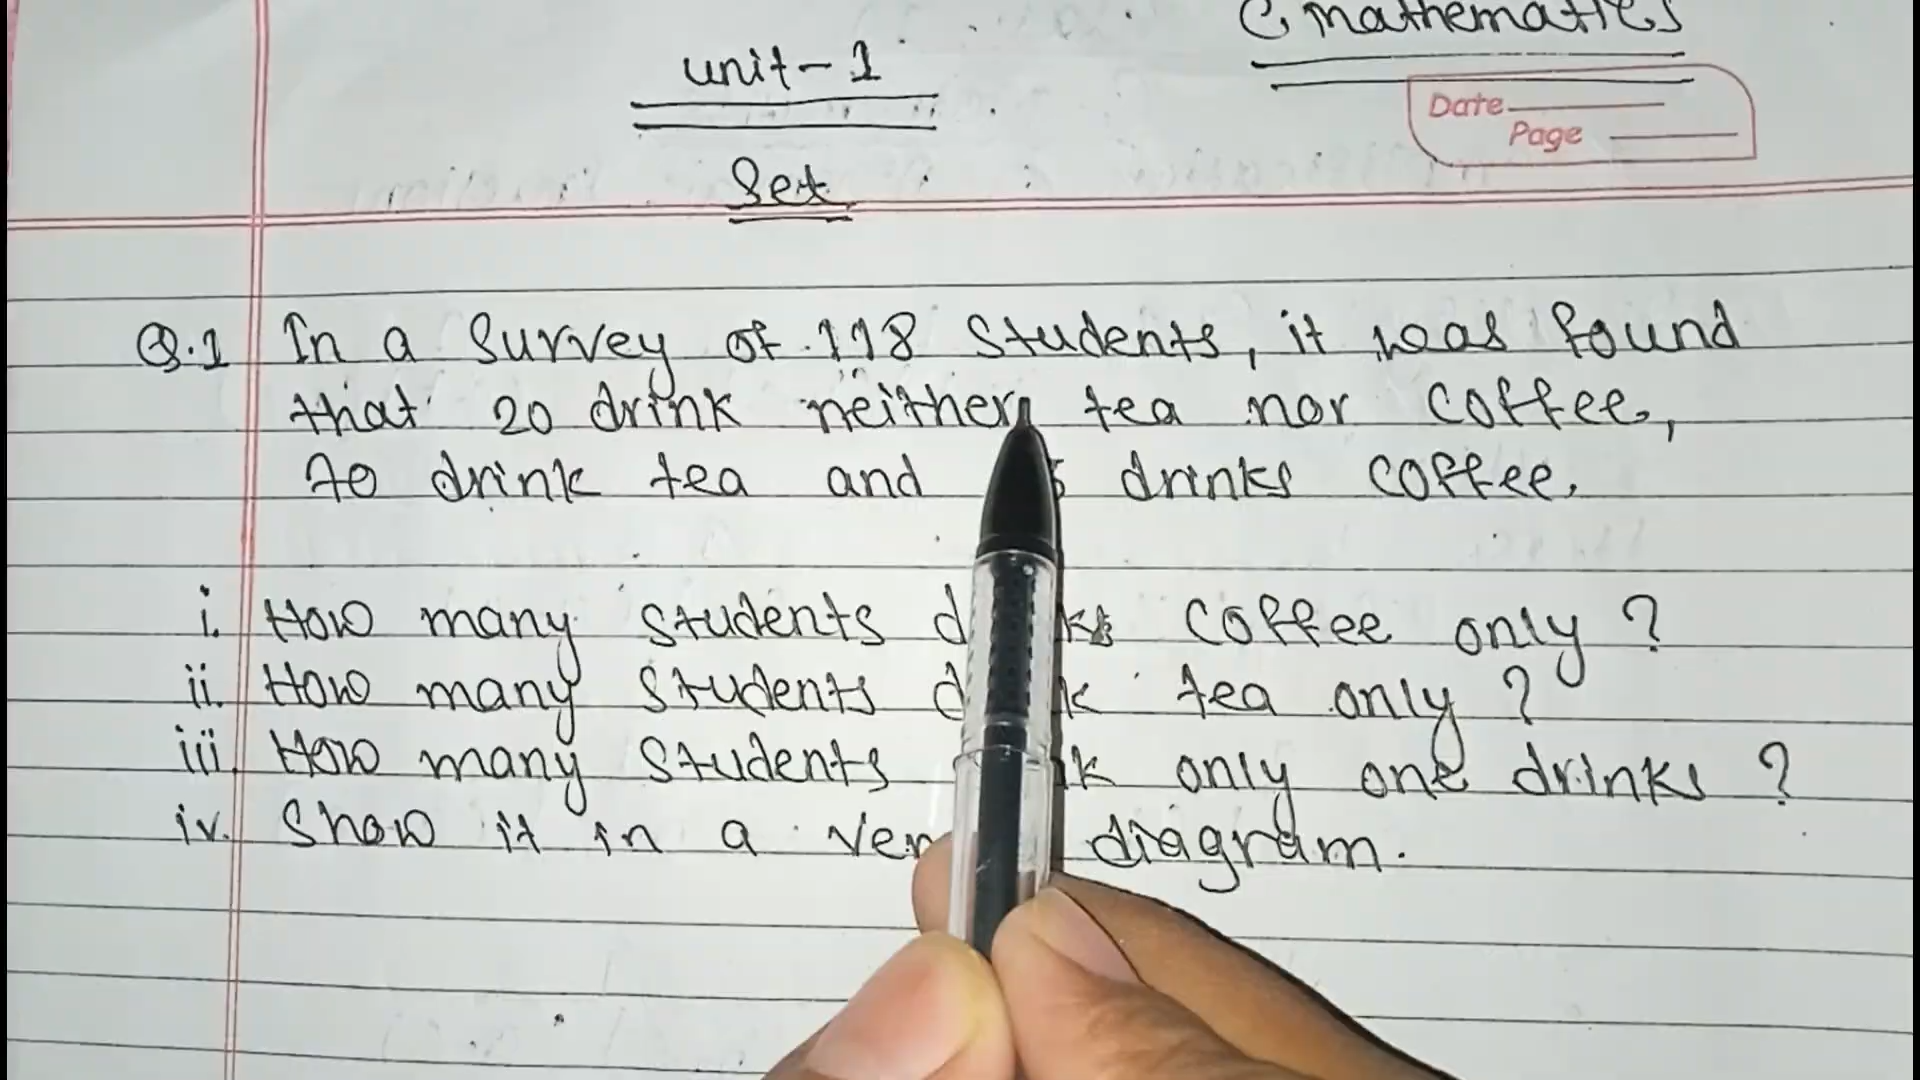 C mathematics
unit-1
Date
Page
Set
Q.1 In a Survey of 118 Students, it was found
that 20 drink neither tea nor coffee,
70 drink tea and drinks coffee.
i. How many students coffee only ?
ii. How many students tea only ?
iii. How many students only one drinks ?
iv. Show it in a diagram.